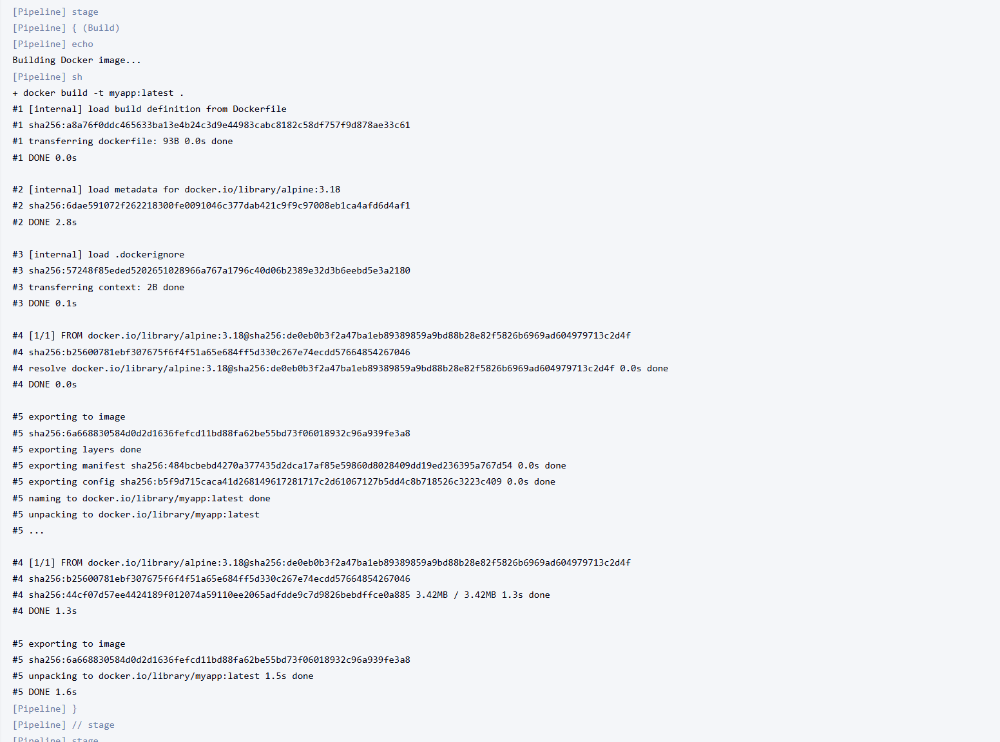 [Pipeline] stage
[Pipeline] { (Build)
[Pipeline] echo
Building Docker image...
[Pipeline] sh
+ docker build -t myapp:latest .
#1 [internal] load build definition from Dockerfile
#1 sha256:a8a76f0ddc465633ba13e4b24c3d9e44983cabc8182c58df757f9d878ae33c61
#1 transferring dockerfile: 93B 0.0s done
#1 DONE 0.0s
#2 [internal] load metadata for docker.io/library/alpine:3.18
#2 sha256:6dae591072f262218300fe0091046c377dab421c9f9c97008eb1ca4afd6d4af1
#2 DONE 2.8s
#3 [internal] load .dockerignore
#3 sha256:57248f85eded5202651028966a767a1796c40d06b2389e32d3b6eebd5e3a2180
#3 transferring context: 2B done
#3 DONE 0.1s
#4 [1/1] FROM docker.io/library/alpine:3.18@sha256:de0eb0b3f2a47ba1eb89389859a9bd88b28e82f5826b6969ad604979713c2d4f
#4 sha256:b25600781ebf307675f6f4f51a65e684ff5d330c267e74ecdd57664854267046
#4 resolve docker.io/library/alpine:3.18@sha256:de0eb0b3f2a47ba1eb89389859a9bd88b28e82f5826b6969ad604979713c2d4f 0.0s done
#4 DONE 0.0s
#5 exporting to image
#5 sha256:6a668830584d0d2d1636fefcd11bd88fa62be55bd73f06018932c96a939fe3a8
#5 exporting layers done
#5 exporting manifest sha256:484bcbebd4270a377435d2dca17af85e59860d8028409dd19ed236395a767d54 0.0s done
#5 exporting config sha256:b5f9d715caca41d268149617281717c2d61067127b5dd4c8b718526c3223c409 0.0s done
#5 naming to docker.io/library/myapp:latest done
#5 unpacking to docker.io/library/myapp:latest
#5 ...
#4 [1/1] FROM docker.io/library/alpine:3.18@sha256:de0eb0b3f2a47ba1eb89389859a9bd88b28e82f5826b6969ad604979713c2d4f
#4 sha256:b25600781ebf307675f6f4f51a65e684ff5d330c267e74ecdd57664854267046
#4 sha256:44cf07d57ee4424189f012074a59110ee2065adfdde9c7d9826bebdffce0a885 3.42MB / 3.42MB 1.3s done
#4 DONE 1.3s
#5 exporting to image
#5 sha256:6a668830584d0d2d1636fefcd11bd88fa62be55bd73f06018932c96a939fe3a8
#5 unpacking to docker.io/library/myapp:latest 1.5s done
#5 DONE 1.6s
[Pipeline] }
[Pipeline] // stage
[Pipeline] stage